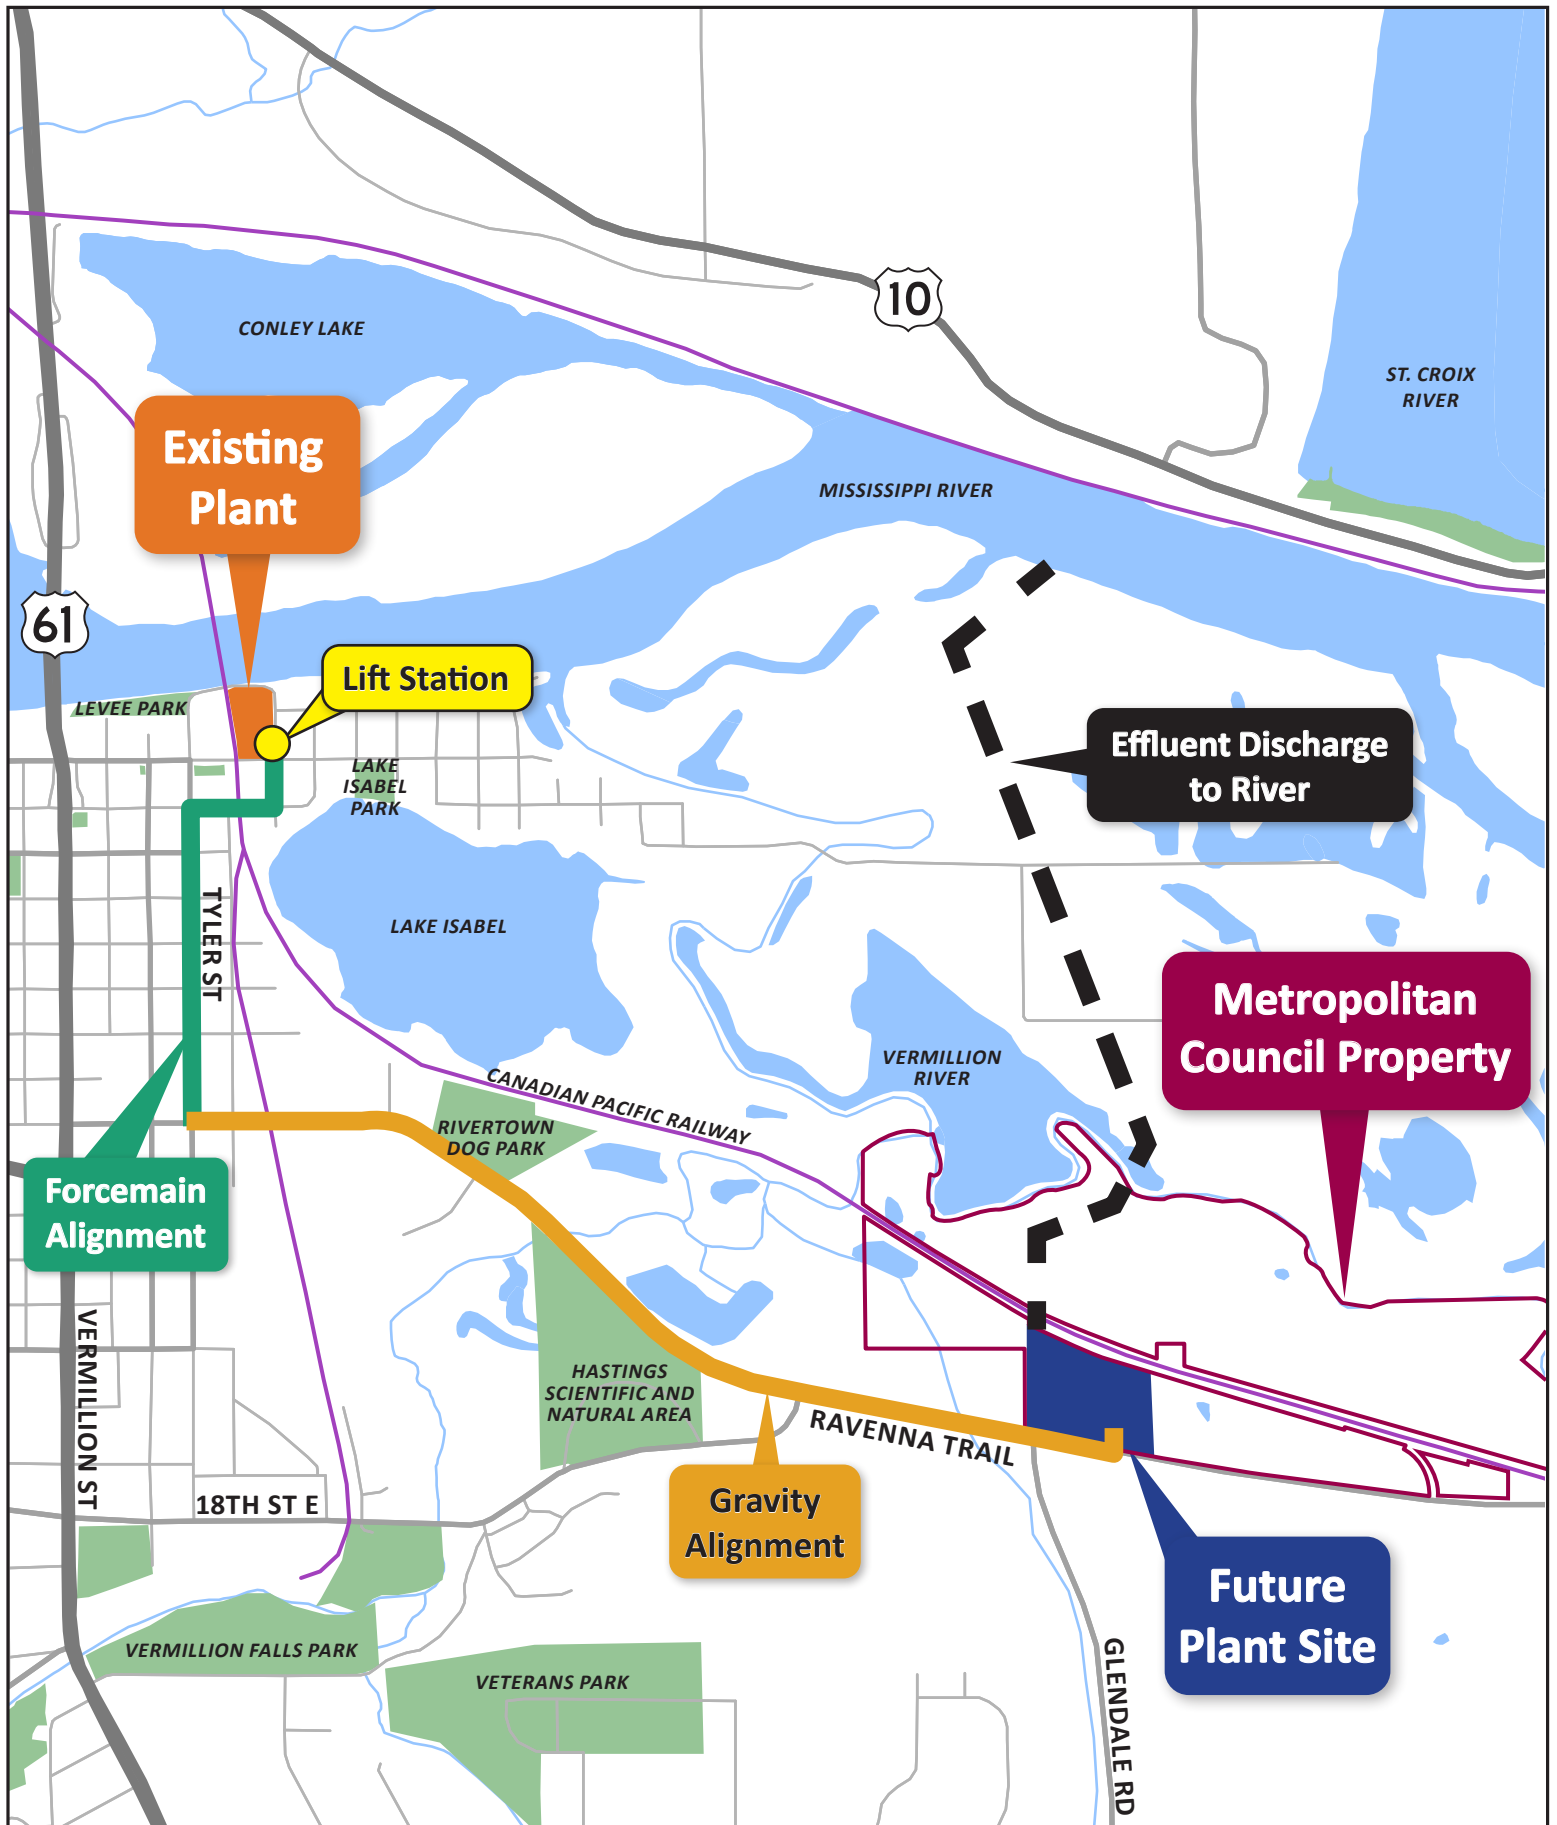 10
CONLEY LAKE
ST. CROIX
RIVER
Existing
Plant
MISSISSIPPI RIVER
61
Lift Station
LEVEE PARK
Effluent Discharge
to River
LAKE
ISABEL
PARK
TYLER ST
LAKE ISABEL
Metropolitan
Council Property
VERMILLION
RIVER
CANADIAN PACIFIC RAILWAY
RIVERTOWN
DOG PARK
Forcemain
Alignment
VERMILLION ST
HASTINGS
SCIENTIFIC AND
NATURAL AREA
RAVENNA TRAIL
18TH ST E
Gravity
Alignment
Future
Plant Site
VERMILLION FALLS PARK
VETERANS PARK
GLENDALE RD